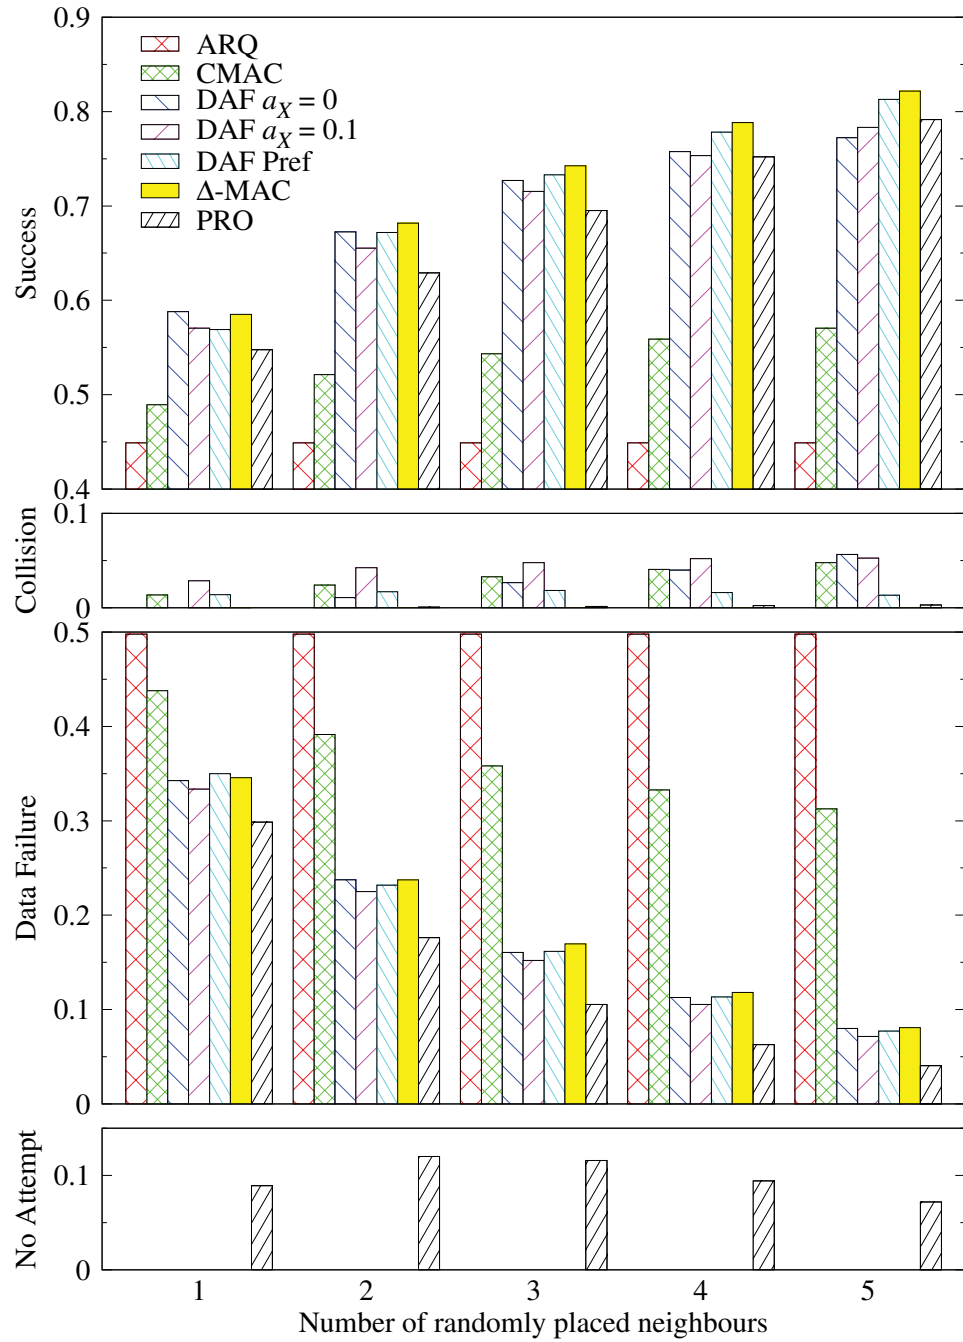 0.9
0.8
0.7
0.6
0.5
0.4
Success
ARQ
CMAC
DAF a_X = 0
DAF a_X = 0.1
DAF Pref
Δ-MAC
PRO
0.1
0
Collision
0.5
0.4
0.3
0.2
0.1
0
Data Failure
0.1
0
No Attempt
1 2 3 4 5
Number of randomly placed neighbours